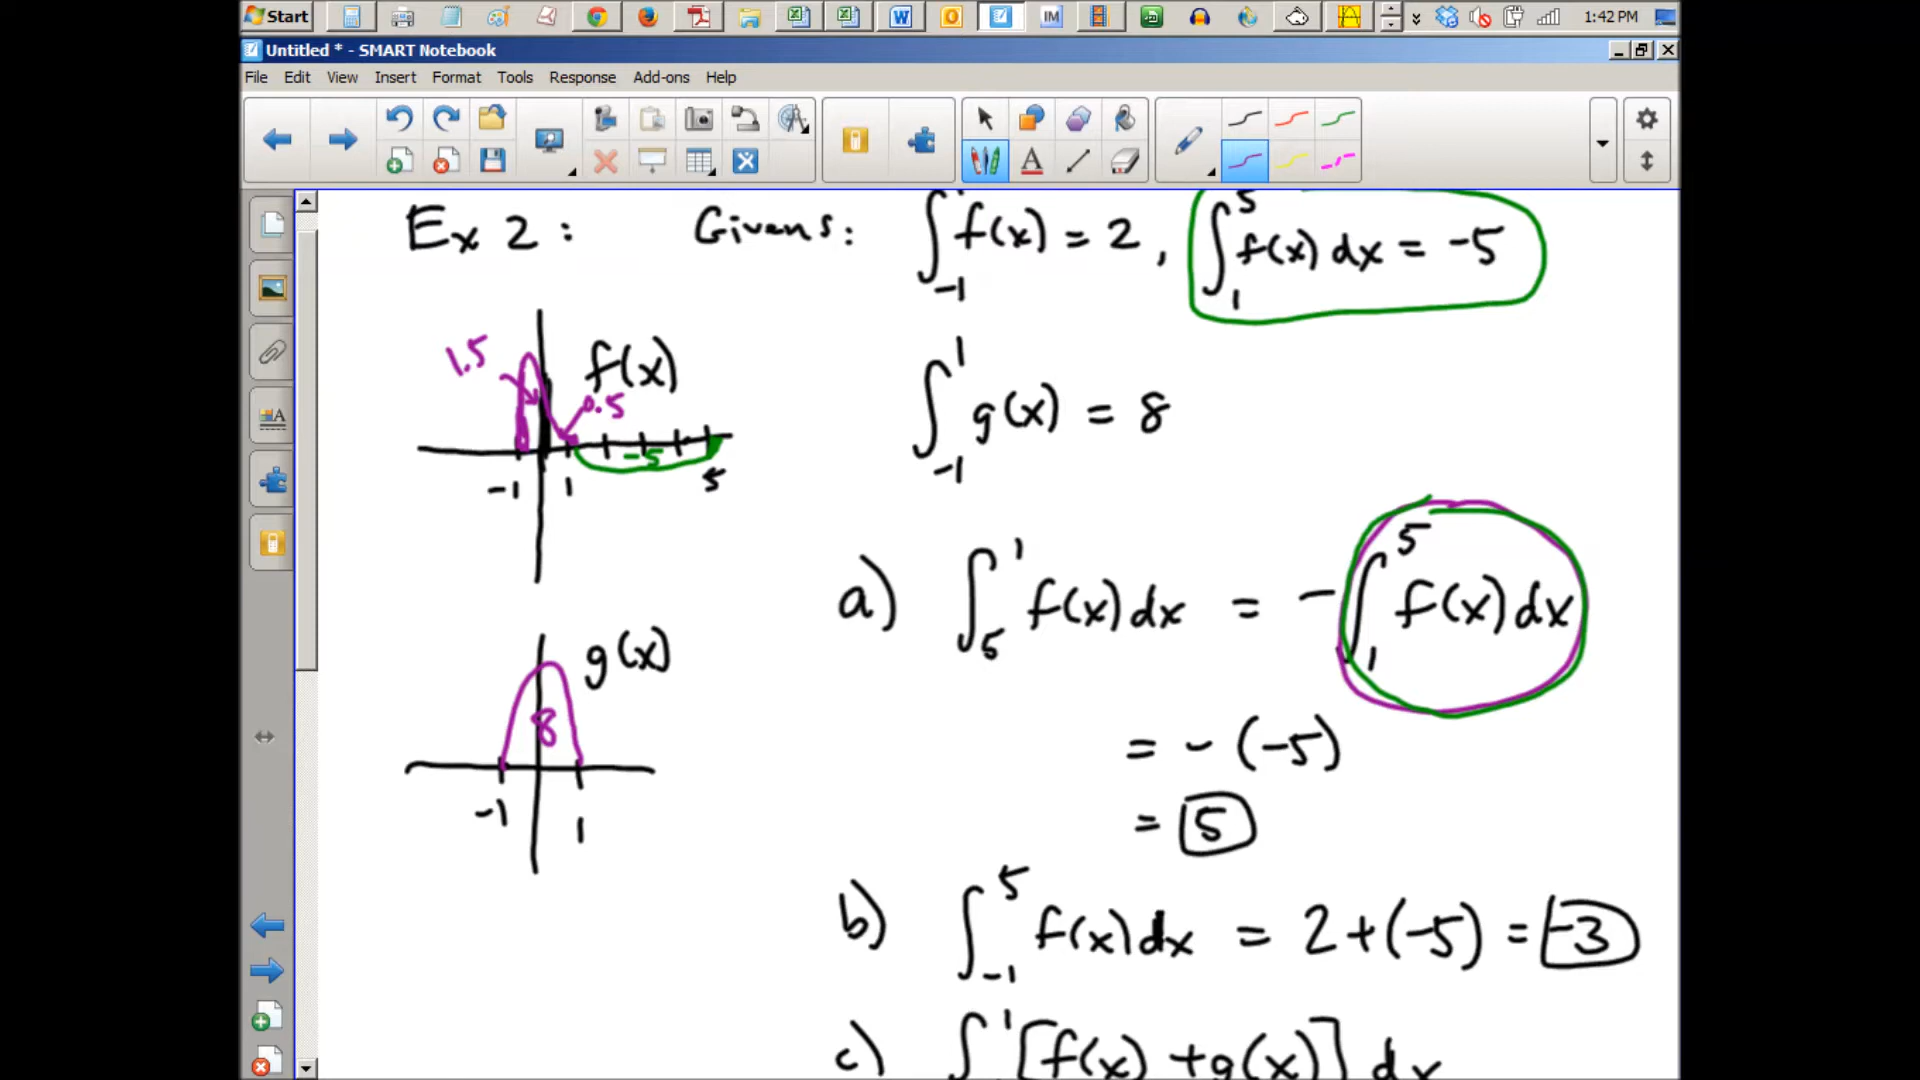 Start
1:42 PM
Untitled * - SMART Notebook
File Edit View Insert Format Tools Response Add-ons Help
Ex 2 : Givens: ∫_{-1}^{1} f(x) = 2 , ∫_{1}^{5} f(x) dx = -5
1.5 f(x)
0.5
-5
-1 1 5
∫_{-1}^{1} g(x) = 8
a) ∫_{5}^{1} f(x) dx = - ∫_{1}^{5} f(x) dx
g(x)
8
-1 1
= - (-5)
= 5
b) ∫_{-1}^{5} f(x) dx = 2 + (-5) = -3
c) ∫^{1} [f(x) + g(x)] dx